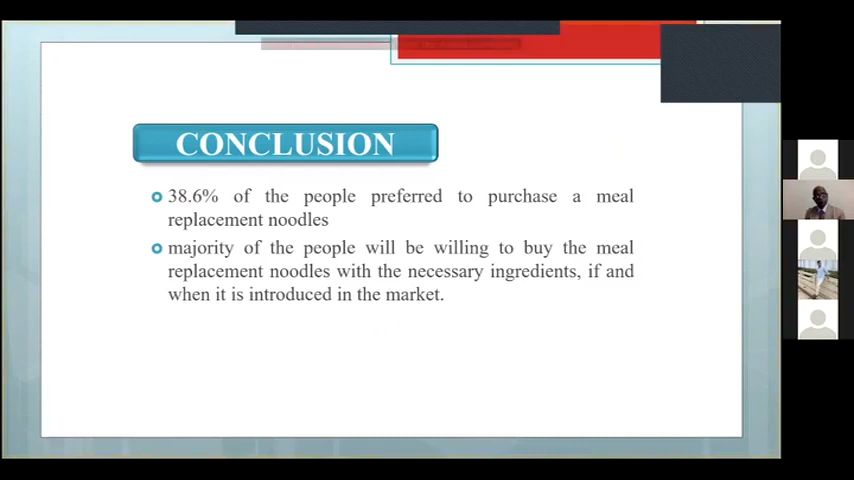 CONCLUSION
38.6% of the people preferred to purchase a meal
replacement noodles
majority of the people will be willing to buy the meal
replacement noodles with the necessary ingredients, if and
when it is introduced in the market.